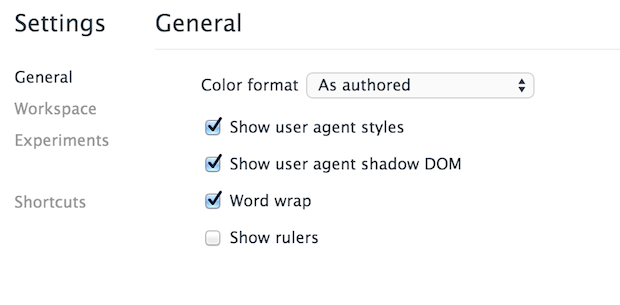 Settings
General
General
Workspace
Experiments
Shortcuts
Color format As authored
Show user agent styles
Show user agent shadow DOM
Word wrap
Show rulers